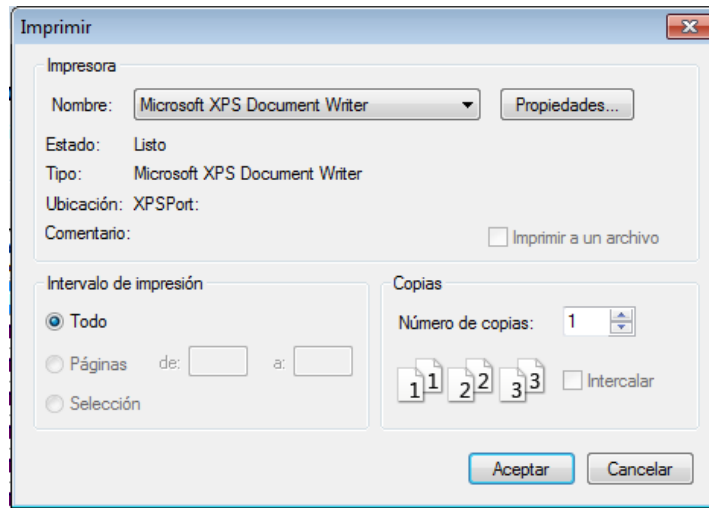 Imprimir
Impresora
Nombre: Microsoft XPS Document Writer Propiedades...
Estado: Listo
Tipo: Microsoft XPS Document Writer
Ubicación: XPSPort:
Comentario: Imprimir a un archivo
Intervalo de impresión
Todo
Páginas de: a:
Selección
Copias
Número de copias: 1
1 1 2 2 3 3 Intercalar
Aceptar Cancelar